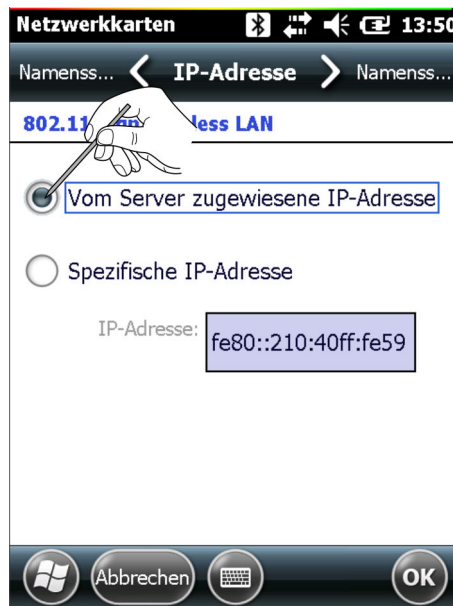 Netzwerkkarten 13:50
Namenss... IP-Adresse Namenss...
802.11 LAN
Vom Server zugewiesene IP-Adresse
Spezifische IP-Adresse
IP-Adresse:
fe80::210:40ff:fe59
Abbrechen OK